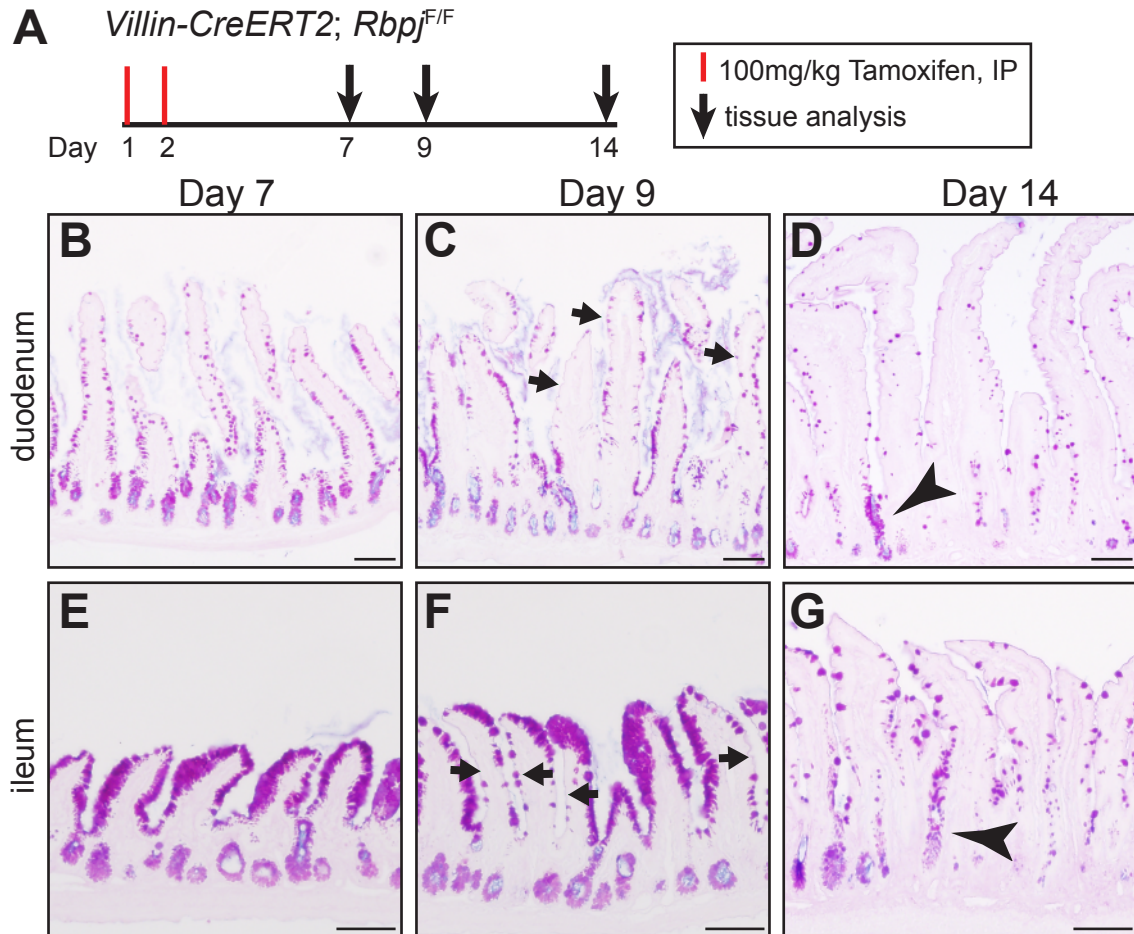 A
Villin-CreERT2; Rbpj^F/F
100mg/kg Tamoxifen, IP
tissue analysis
Day 1 2 7 9 14
Day 7 Day 9 Day 14
duodenum
B C D
ileum
E F G